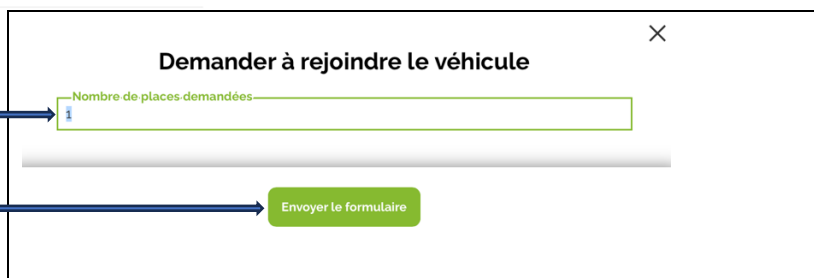 Demander à rejoindre le véhicule
Nombre de places demandées
1
Envoyer le formulaire